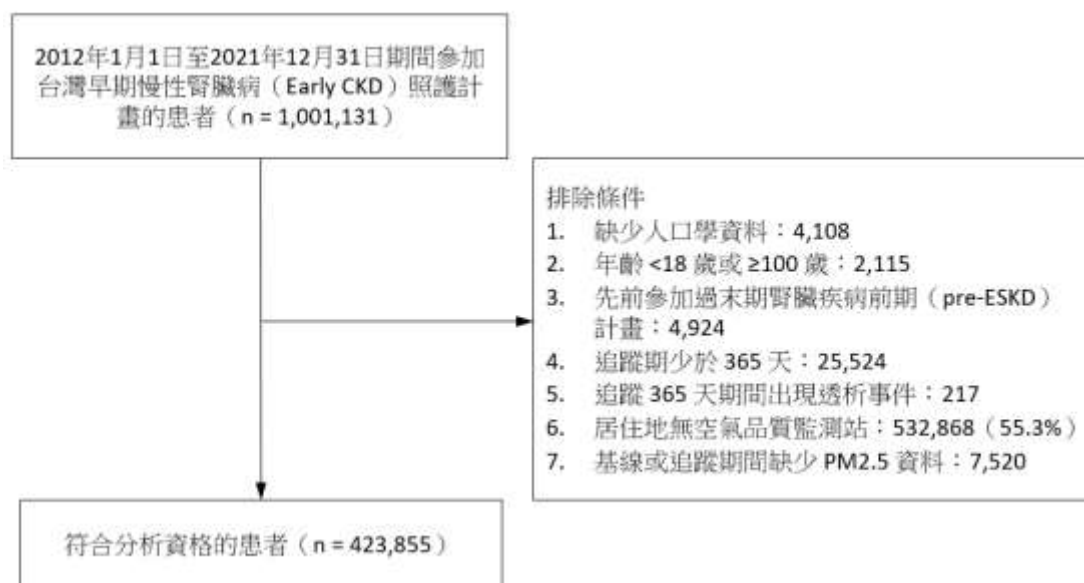 2012年1月1日至2021年12月31日期間參加
台灣早期慢性腎臟病（Early CKD）照護計
畫的患者（n = 1,001,131）
排除條件
1. 缺少人口學資料：4,108
2. 年齡 <18 歲或 ≥100 歲：2,115
3. 先前參加過末期腎臟疾病前期（pre-ESKD）
計畫：4,924
4. 追蹤期少於 365 天：25,524
5. 追蹤 365 天期間出現透析事件：217
6. 居住地無空氣品質監測站：532,868（55.3%）
7. 基線或追蹤期間缺少 PM2.5 資料：7,520
符合分析資格的患者（n = 423,855）